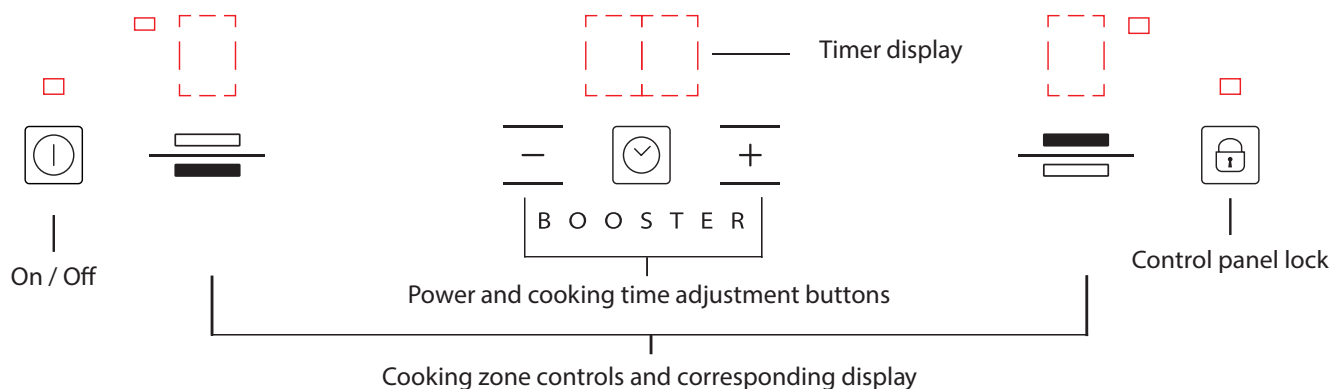 Timer display
− +
B O O S T E R
On / Off
Control panel lock
Power and cooking time adjustment buttons
Cooking zone controls and corresponding display